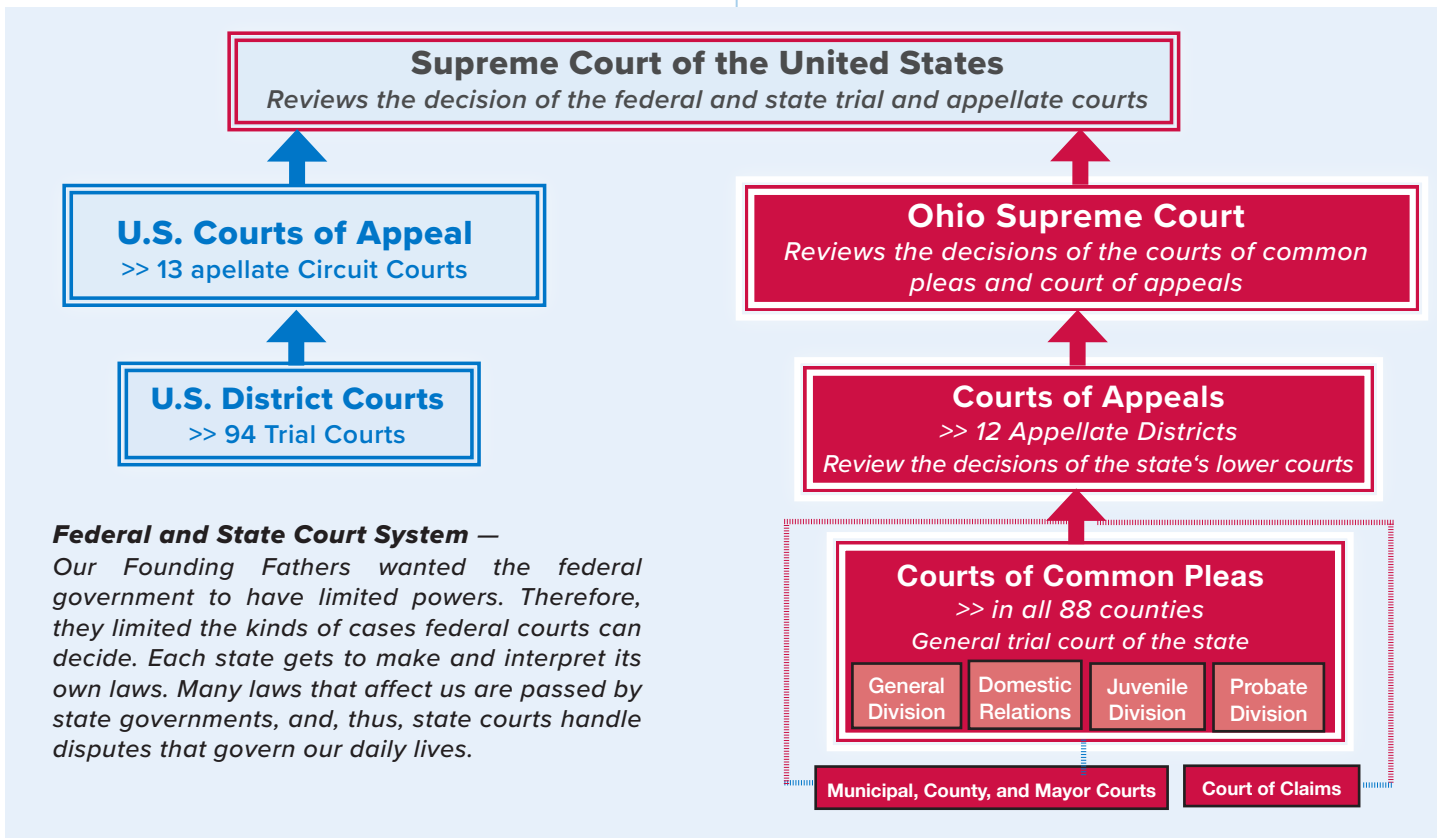 Supreme Court of the United States
Reviews the decision of the federal and state trial and appellate courts
U.S. Courts of Appeal
>> 13 apellate Circuit Courts
U.S. District Courts
>> 94 Trial Courts
Federal and State Court System —
Our Founding Fathers wanted the federal
government to have limited powers. Therefore,
they limited the kinds of cases federal courts can
decide. Each state gets to make and interpret its
own laws. Many laws that affect us are passed by
state governments, and, thus, state courts handle
disputes that govern our daily lives.
Ohio Supreme Court
Reviews the decisions of the courts of common
pleas and court of appeals
Courts of Appeals
>> 12 Appellate Districts
Review the decisions of the state‘s lower courts
Courts of Common Pleas
>> in all 88 counties
General trial court of the state
General
Division
Domestic
Relations
Juvenile
Division
Probate
Division
Municipal, County, and Mayor Courts
Court of Claims